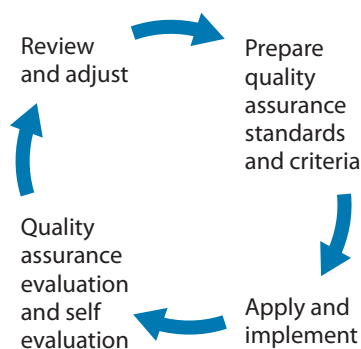 Review
and adjust
Prepare
quality
assurance
standards
and criteria
Apply and
implement
Quality
assurance
evaluation
and self
evaluation